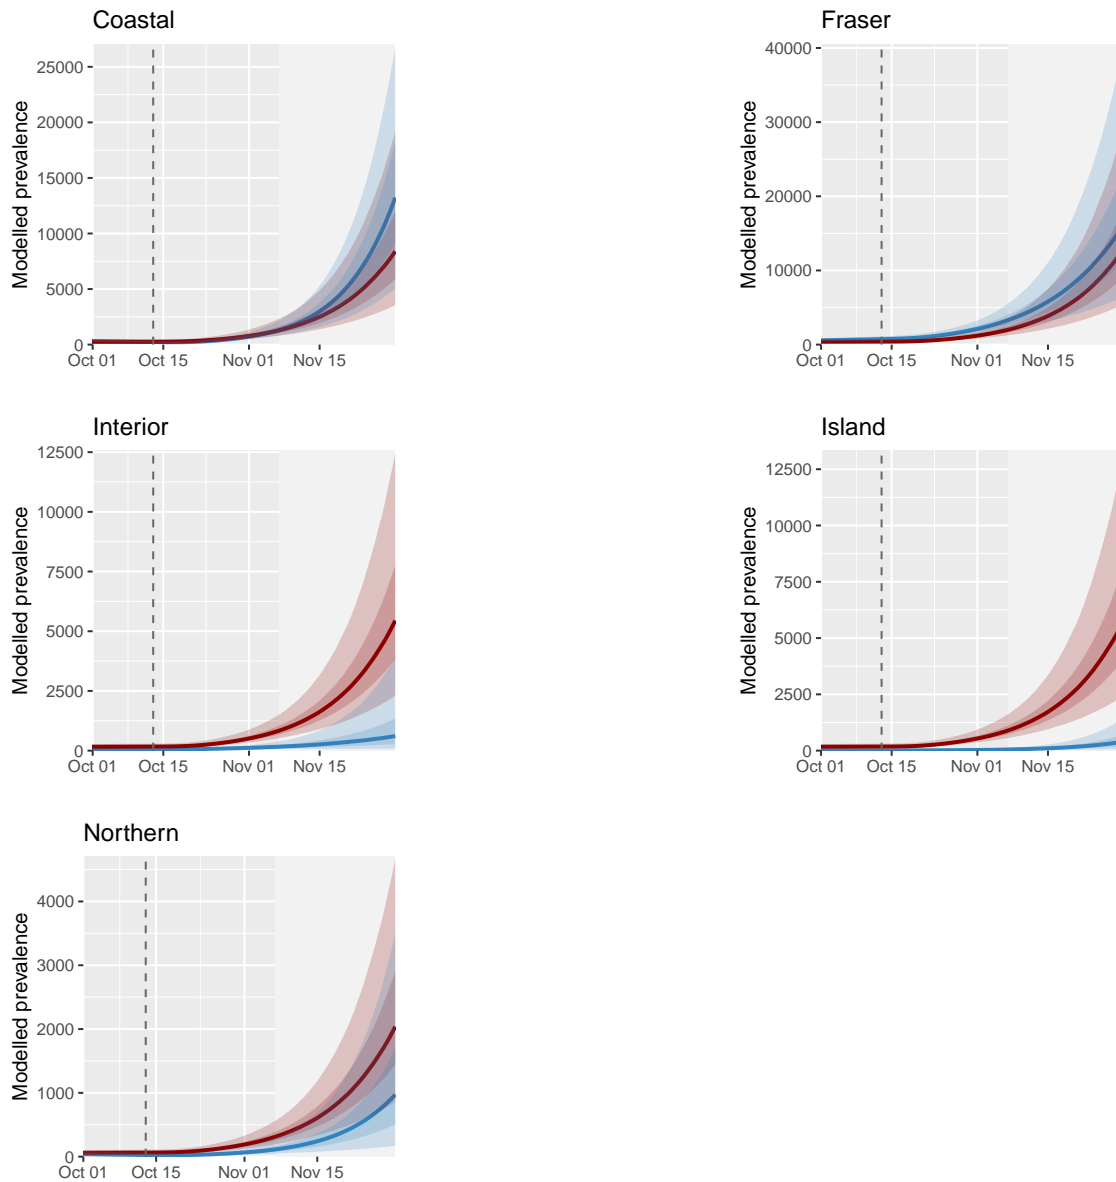 Coastal
Modelled prevalence
25000
20000
15000
10000
5000
0
Oct 01 Oct 15 Nov 01 Nov 15
Fraser
Modelled prevalence
40000
30000
20000
10000
0
Oct 01 Oct 15 Nov 01 Nov 15
Interior
Modelled prevalence
12500
10000
7500
5000
2500
0
Oct 01 Oct 15 Nov 01 Nov 15
Island
Modelled prevalence
12500
10000
7500
5000
2500
0
Oct 01 Oct 15 Nov 01 Nov 15
Northern
Modelled prevalence
4000
3000
2000
1000
0
Oct 01 Oct 15 Nov 01 Nov 15